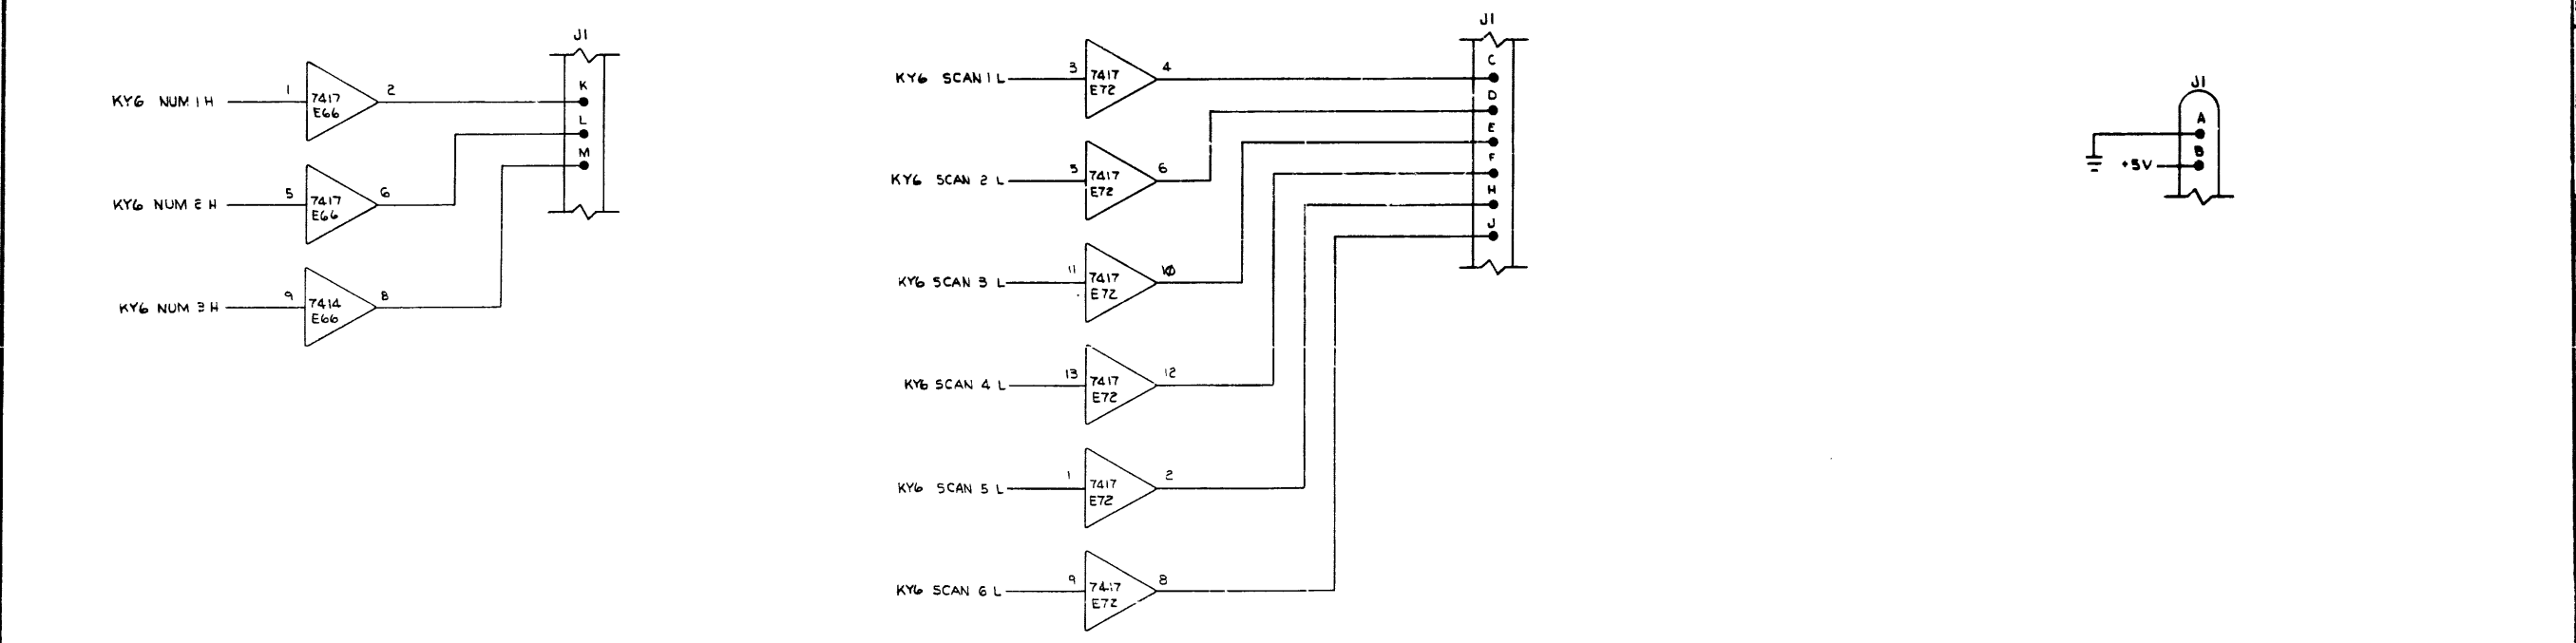 J1
KY6 NUM 1 H 1 7417 E66 2 K
KY6 NUM 2 H 5 7417 E66 6 L
KY6 NUM 3 H 9 7414 E66 8 M
J1
KY6 SCAN 1 L 3 7417 E72 4 C
KY6 SCAN 2 L 5 7417 E72 6 D
KY6 SCAN 3 L 11 7417 E72 10 E
KY6 SCAN 4 L 13 7417 E72 12 F
KY6 SCAN 5 L 1 7417 E72 2 H
KY6 SCAN 6 L 9 7417 E72 8 J
J1
A
+5V B